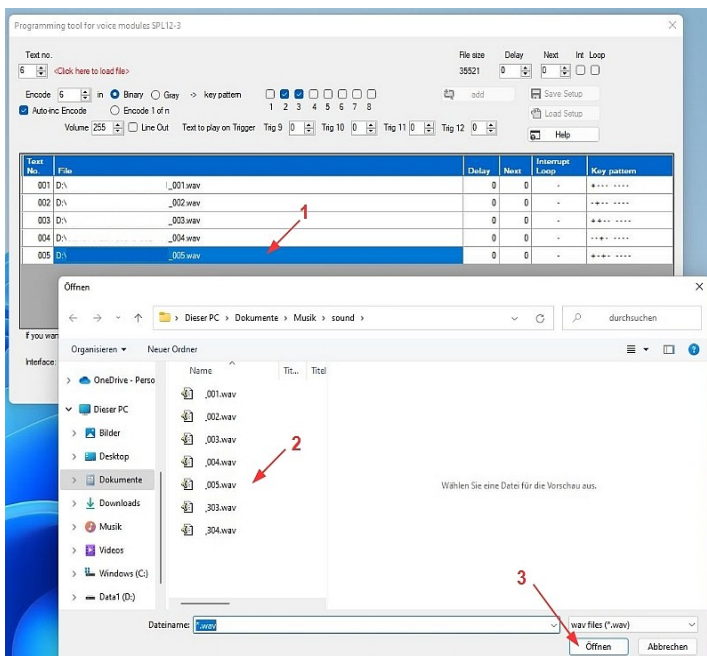 Programming tool for voice modules SPL12-3
Text no. File size Delay Next Int Loop
6 <Click here to load file> 35521 0 0
Encode 6 in Binary Gray -> key pattern add Save Setup
Auto-inc Encode Encode 1 of n 1 2 3 4 5 6 7 8 Load Setup
Volume 255 Line Out Text to play on Trigger Trig 9 0 Trig 10 0 Trig 11 0 Trig 12 0 Help
Text No. File Delay Next Interrupt Loop Key pattern
001 D:\ _001.wav 0 0 - +--- ----
002 D:\ _002.wav 0 0 - -+-- ----
003 D:\ _003.wav 0 0 - ++-- ----
004 D:\ _004.wav 0 0 - --+- ----
005 D:\ _005.wav 0 0 - +-+- ----
1
Öffnen
Dieser PC > Dokumente > Musik > sound > durchsuchen
If you wan
Organisieren Neuer Ordner
Interface:
Name Tit... Titel
OneDrive - Perso
Dieser PC
Bilder
Desktop
Dokumente
Downloads
Musik
Videos
Windows (C:)
Data1 (D:)
_001.wav
_002.wav
_003.wav
_004.wav
_005.wav
_303.wav
_304.wav
2
Wählen Sie eine Datei für die Vorschau aus.
3
Dateiname: *.wav wav files (*.wav)
Öffnen Abbrechen